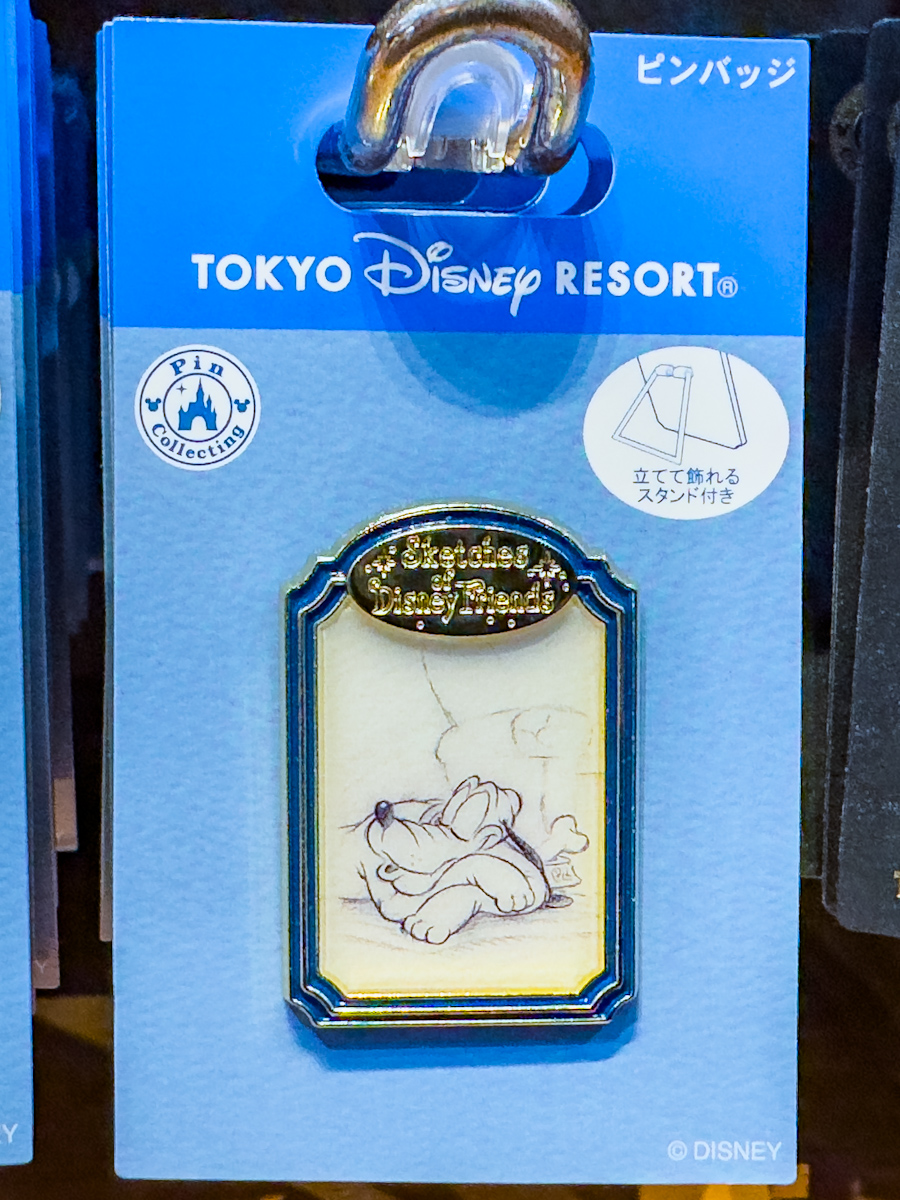 ピンバッジ
TOKYO Disney RESORT®
Pin
Collecting
立てて飾れる
スタンド付き
Sketches
of
Disney Friends
© DISNEY
Y